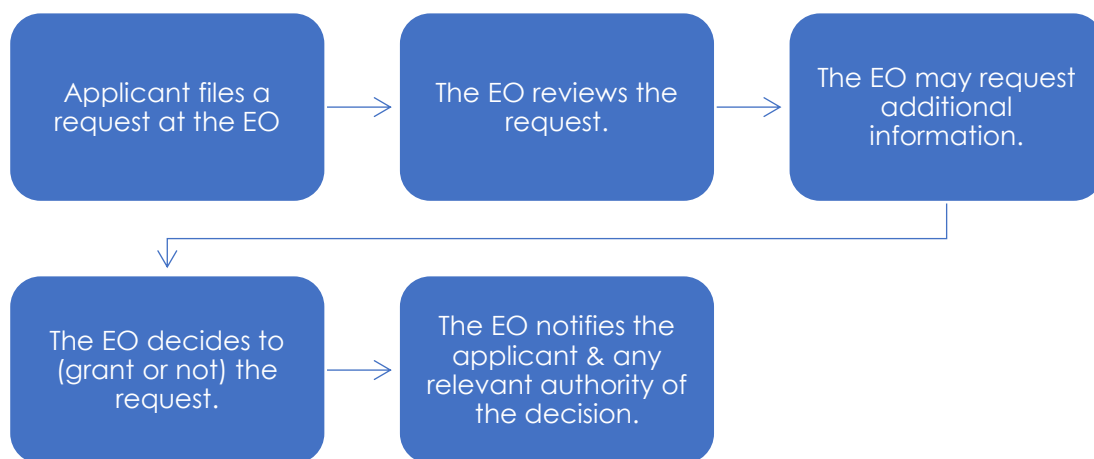 Applicant files a
request at the EO
The EO reviews the
request.
The EO may request
additional
information.
The EO decides to
(grant or not) the
request.
The EO notifies the
applicant & any
relevant authority of
the decision.